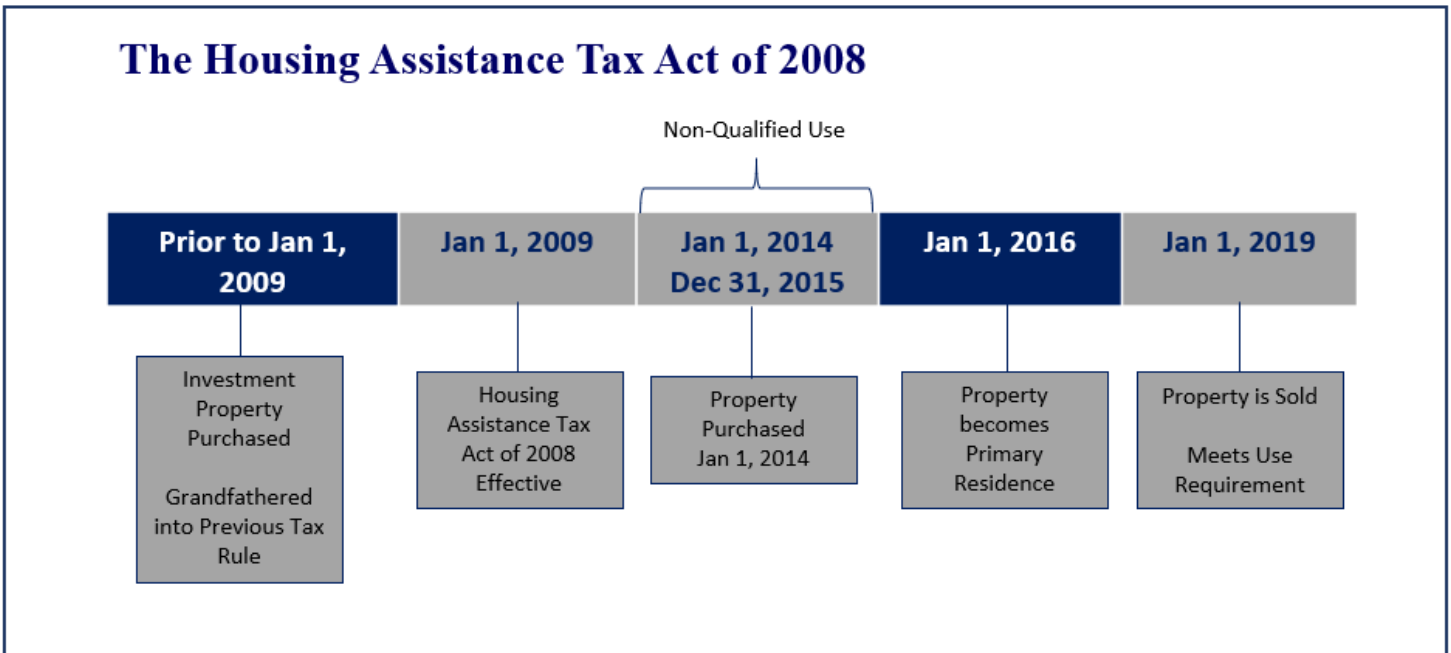 The Housing Assistance Tax Act of 2008
Non-Qualified Use
Prior to Jan 1,
2009
Jan 1, 2009
Jan 1, 2014
Dec 31, 2015
Jan 1, 2016
Jan 1, 2019
Investment
Property
Purchased
Grandfathered
into Previous Tax
Rule
Housing
Assistance Tax
Act of 2008
Effective
Property
Purchased
Jan 1, 2014
Property
becomes
Primary
Residence
Property is Sold
Meets Use
Requirement